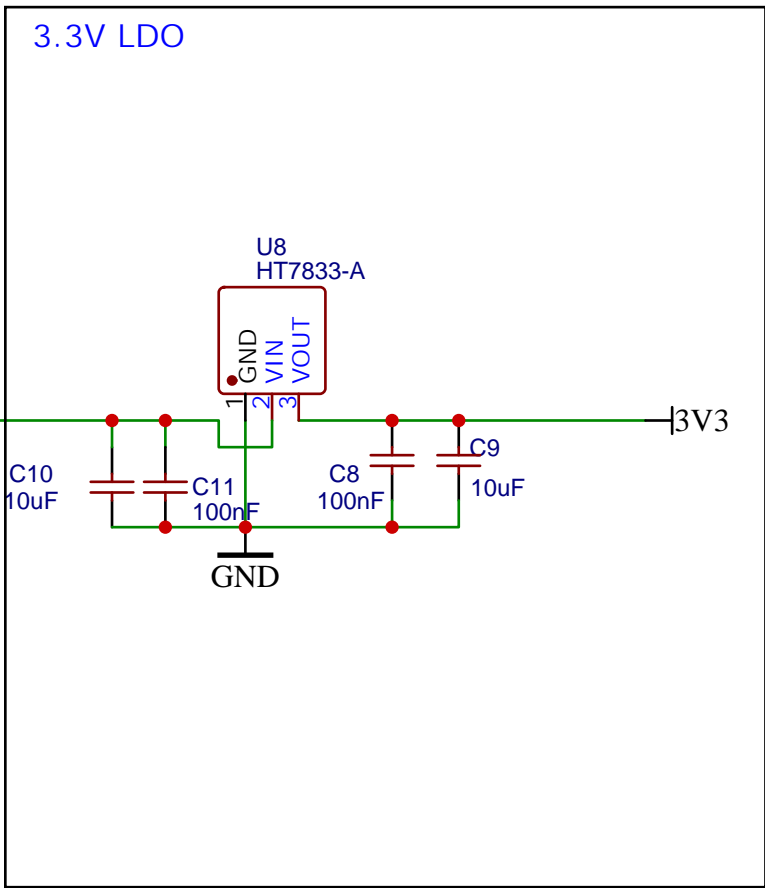 3.3V LDO
U8
HT7833-A
GND
VIN
VOUT
1
2
3
3V3
C10
10uF
C11
100nF
C8
100nF
C9
10uF
GND